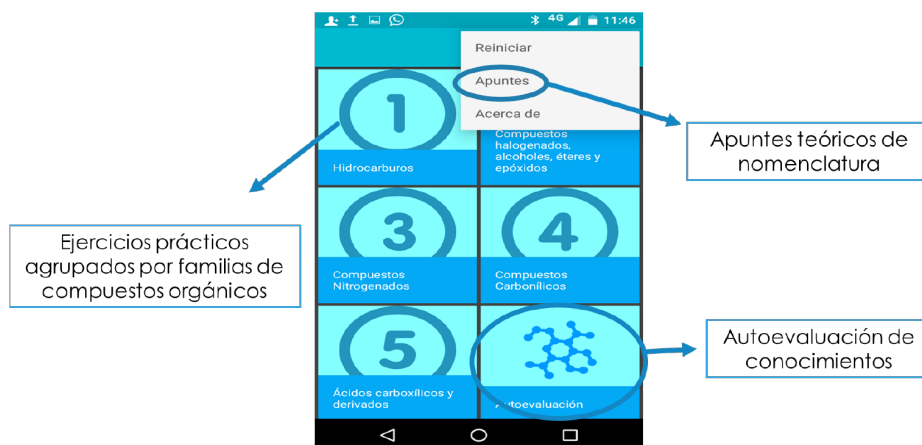 4G 11:46
Reiniciar
Apuntes
Acerca de
1
Hidrocarburos
Compuestos
halogenados,
alcoholes, éteres y
epóxidos
3
Compuestos
Nitrogenados
4
Compuestos
Carbonílicos
5
Ácidos carboxílicos y
derivados
Autoevaluación
Apuntes teóricos de
nomenclatura
Ejercicios prácticos
agrupados por familias de
compuestos orgánicos
Autoevaluación de
conocimientos